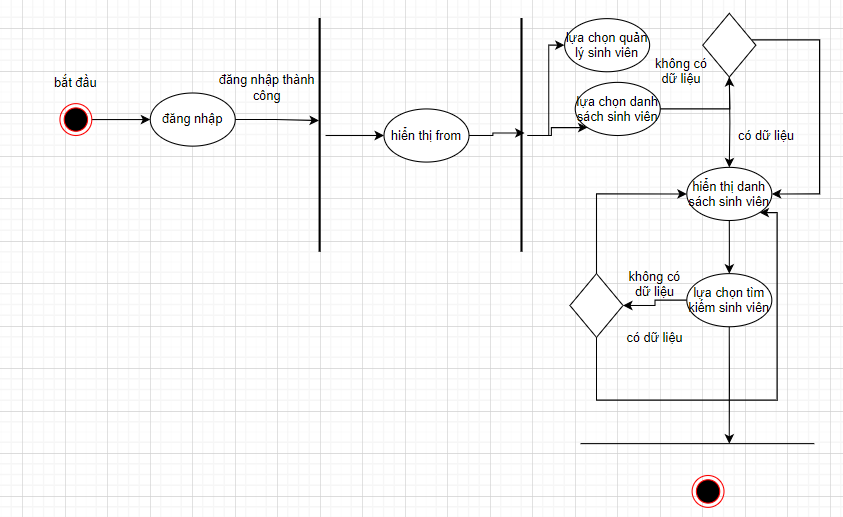 bắt đầu
đăng nhập
đăng nhập thành
công
hiển thị from
lựa chọn quản
lý sinh viên
lựa chọn danh
sách sinh viên
không có
dữ liệu
có dữ liệu
hiển thị danh
sách sinh viên
không có
dữ liệu
lựa chọn tìm
kiếm sinh viên
có dữ liệu